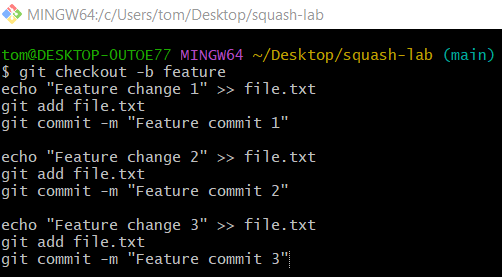 MINGW64:/c/Users/tom/Desktop/squash-lab
tom@DESKTOP-OUTOE77 MINGW64 ~/Desktop/squash-lab (main)
$ git checkout -b feature
echo "Feature change 1" >> file.txt
git add file.txt
git commit -m "Feature commit 1"
echo "Feature change 2" >> file.txt
git add file.txt
git commit -m "Feature commit 2"
echo "Feature change 3" >> file.txt
git add file.txt
git commit -m "Feature commit 3"